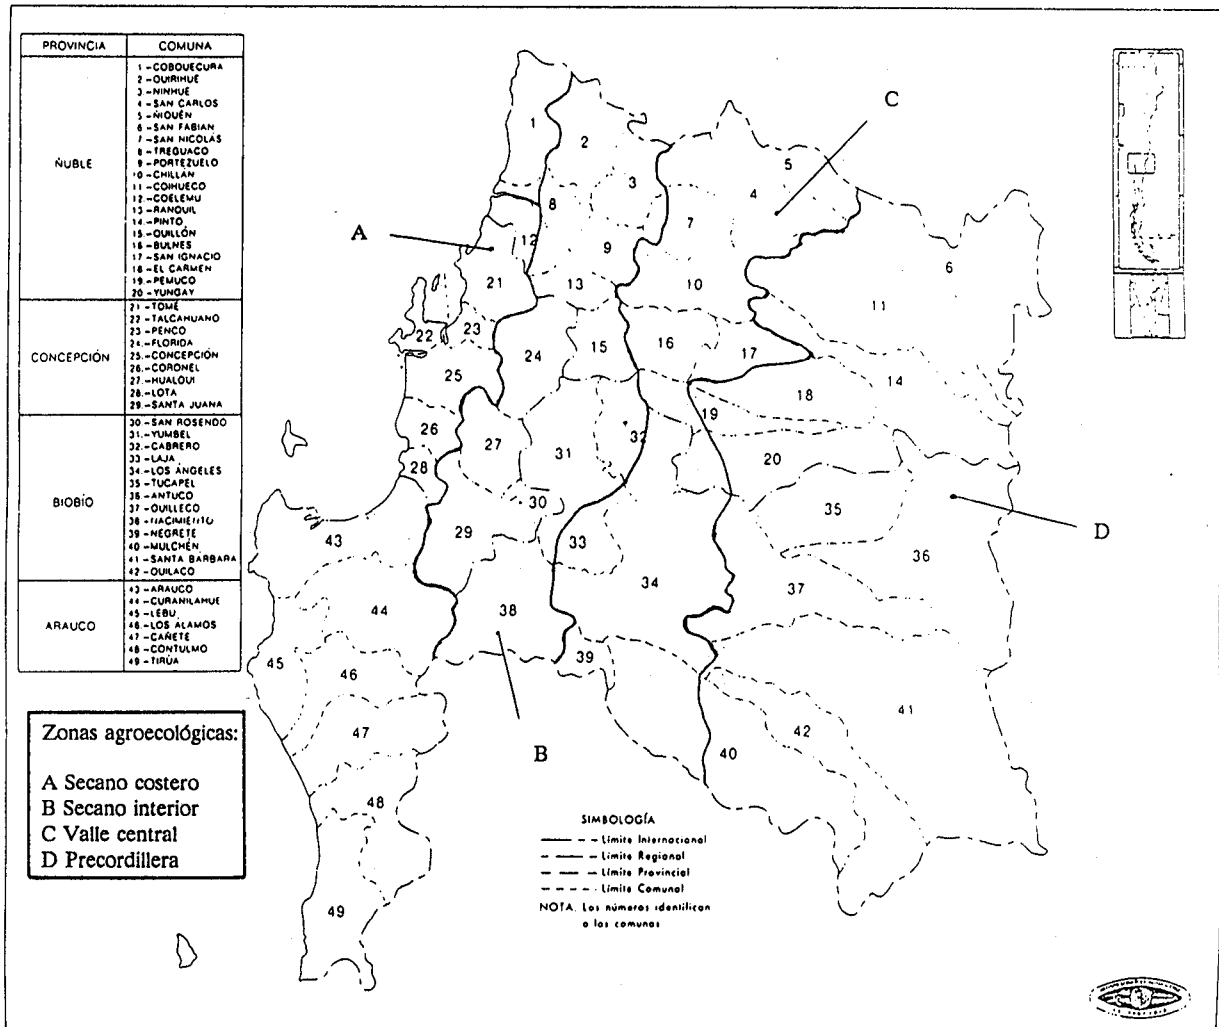 PROVINCIA COMUNA
ÑUBLE
1-COBQUECURA
2-QUIRIHUE
3-NINHUE
4-SAN CARLOS
5-ÑIQUÉN
6-SAN FABIAN
7-SAN NICOLÁS
8-TREGUACO
9-PORTEZUELO
10-CHILLÁN
11-COIHUECO
12-COELEMU
13-RANQUIL
14-PINTO
15-QUILLÓN
16-BULNES
17-SAN IGNACIO
18-EL CARMEN
19-PEMUCO
20-YUNGAY
CONCEPCIÓN
21-TOMÉ
22-TALCAHUANO
23-PENCO
24-FLORIDA
25-CONCEPCIÓN
26-CORONEL
27-HUALQUI
28-LOTA
29-SANTA JUANA
BIOBÍO
30-SAN ROSENDO
31-YUMBEL
32-CABRERO
33-LAJA
34-LOS ÁNGELES
35-TUCAPEL
36-ANTUCO
37-QUILLECO
38-NACIMIENTO
39-NEGRETE
40-MULCHÉN
41-SANTA BÁRBARA
42-QUILACO
ARAUCO
43-ARAUCO
44-CURANILAHUE
45-LEBU
46-LOS ÁLAMOS
47-CAÑETE
48-CONTULMO
49-TIRÚA
Zonas agroecológicas:
A Secano costero
B Secano interior
C Valle central
D Precordillera
C
1
2
5
3
4
8
7
A
12
9
6
21
13
10
11
22
23
24
15
16
17
25
14
18
26
27
19
32
28
31
20
30
35
D
43
29
33
36
34
37
44
38
45
46
39
41
47
B
40
42
48
49
SIMBOLOGÍA
Límite Internacional
Límite Regional
Límite Provincial
Límite Comunal
NOTA. Los números identifican
a las comunas